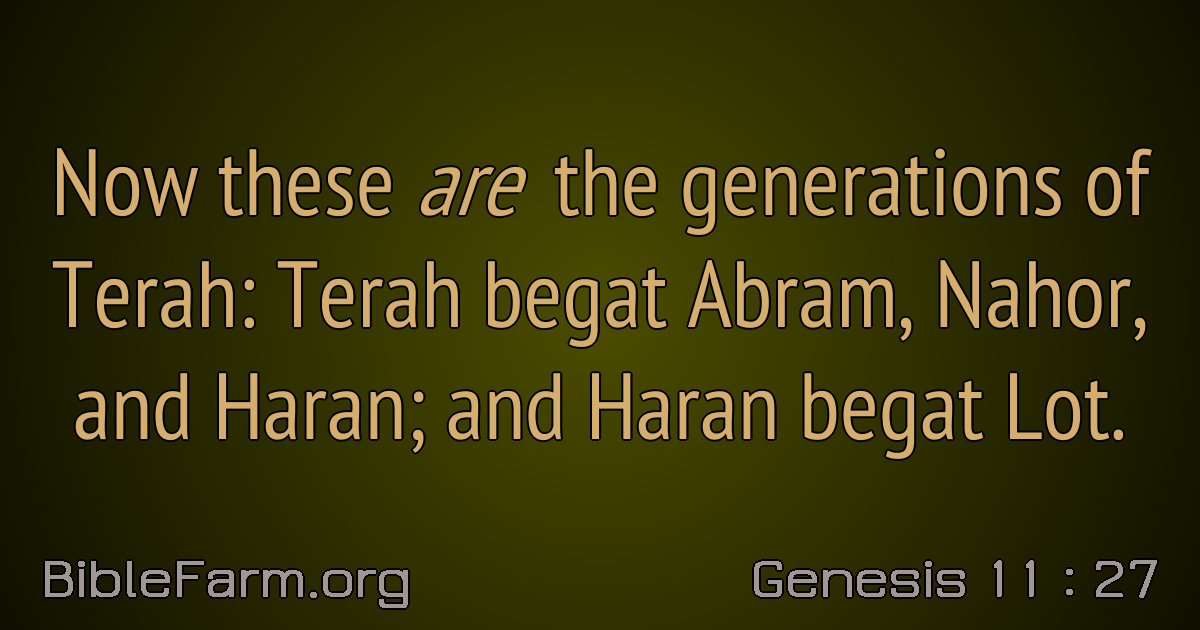 Now these are the generations of
Terah: Terah begat Abram, Nahor,
and Haran; and Haran begat Lot.
BibleFarm.org
Genesis 11 : 27